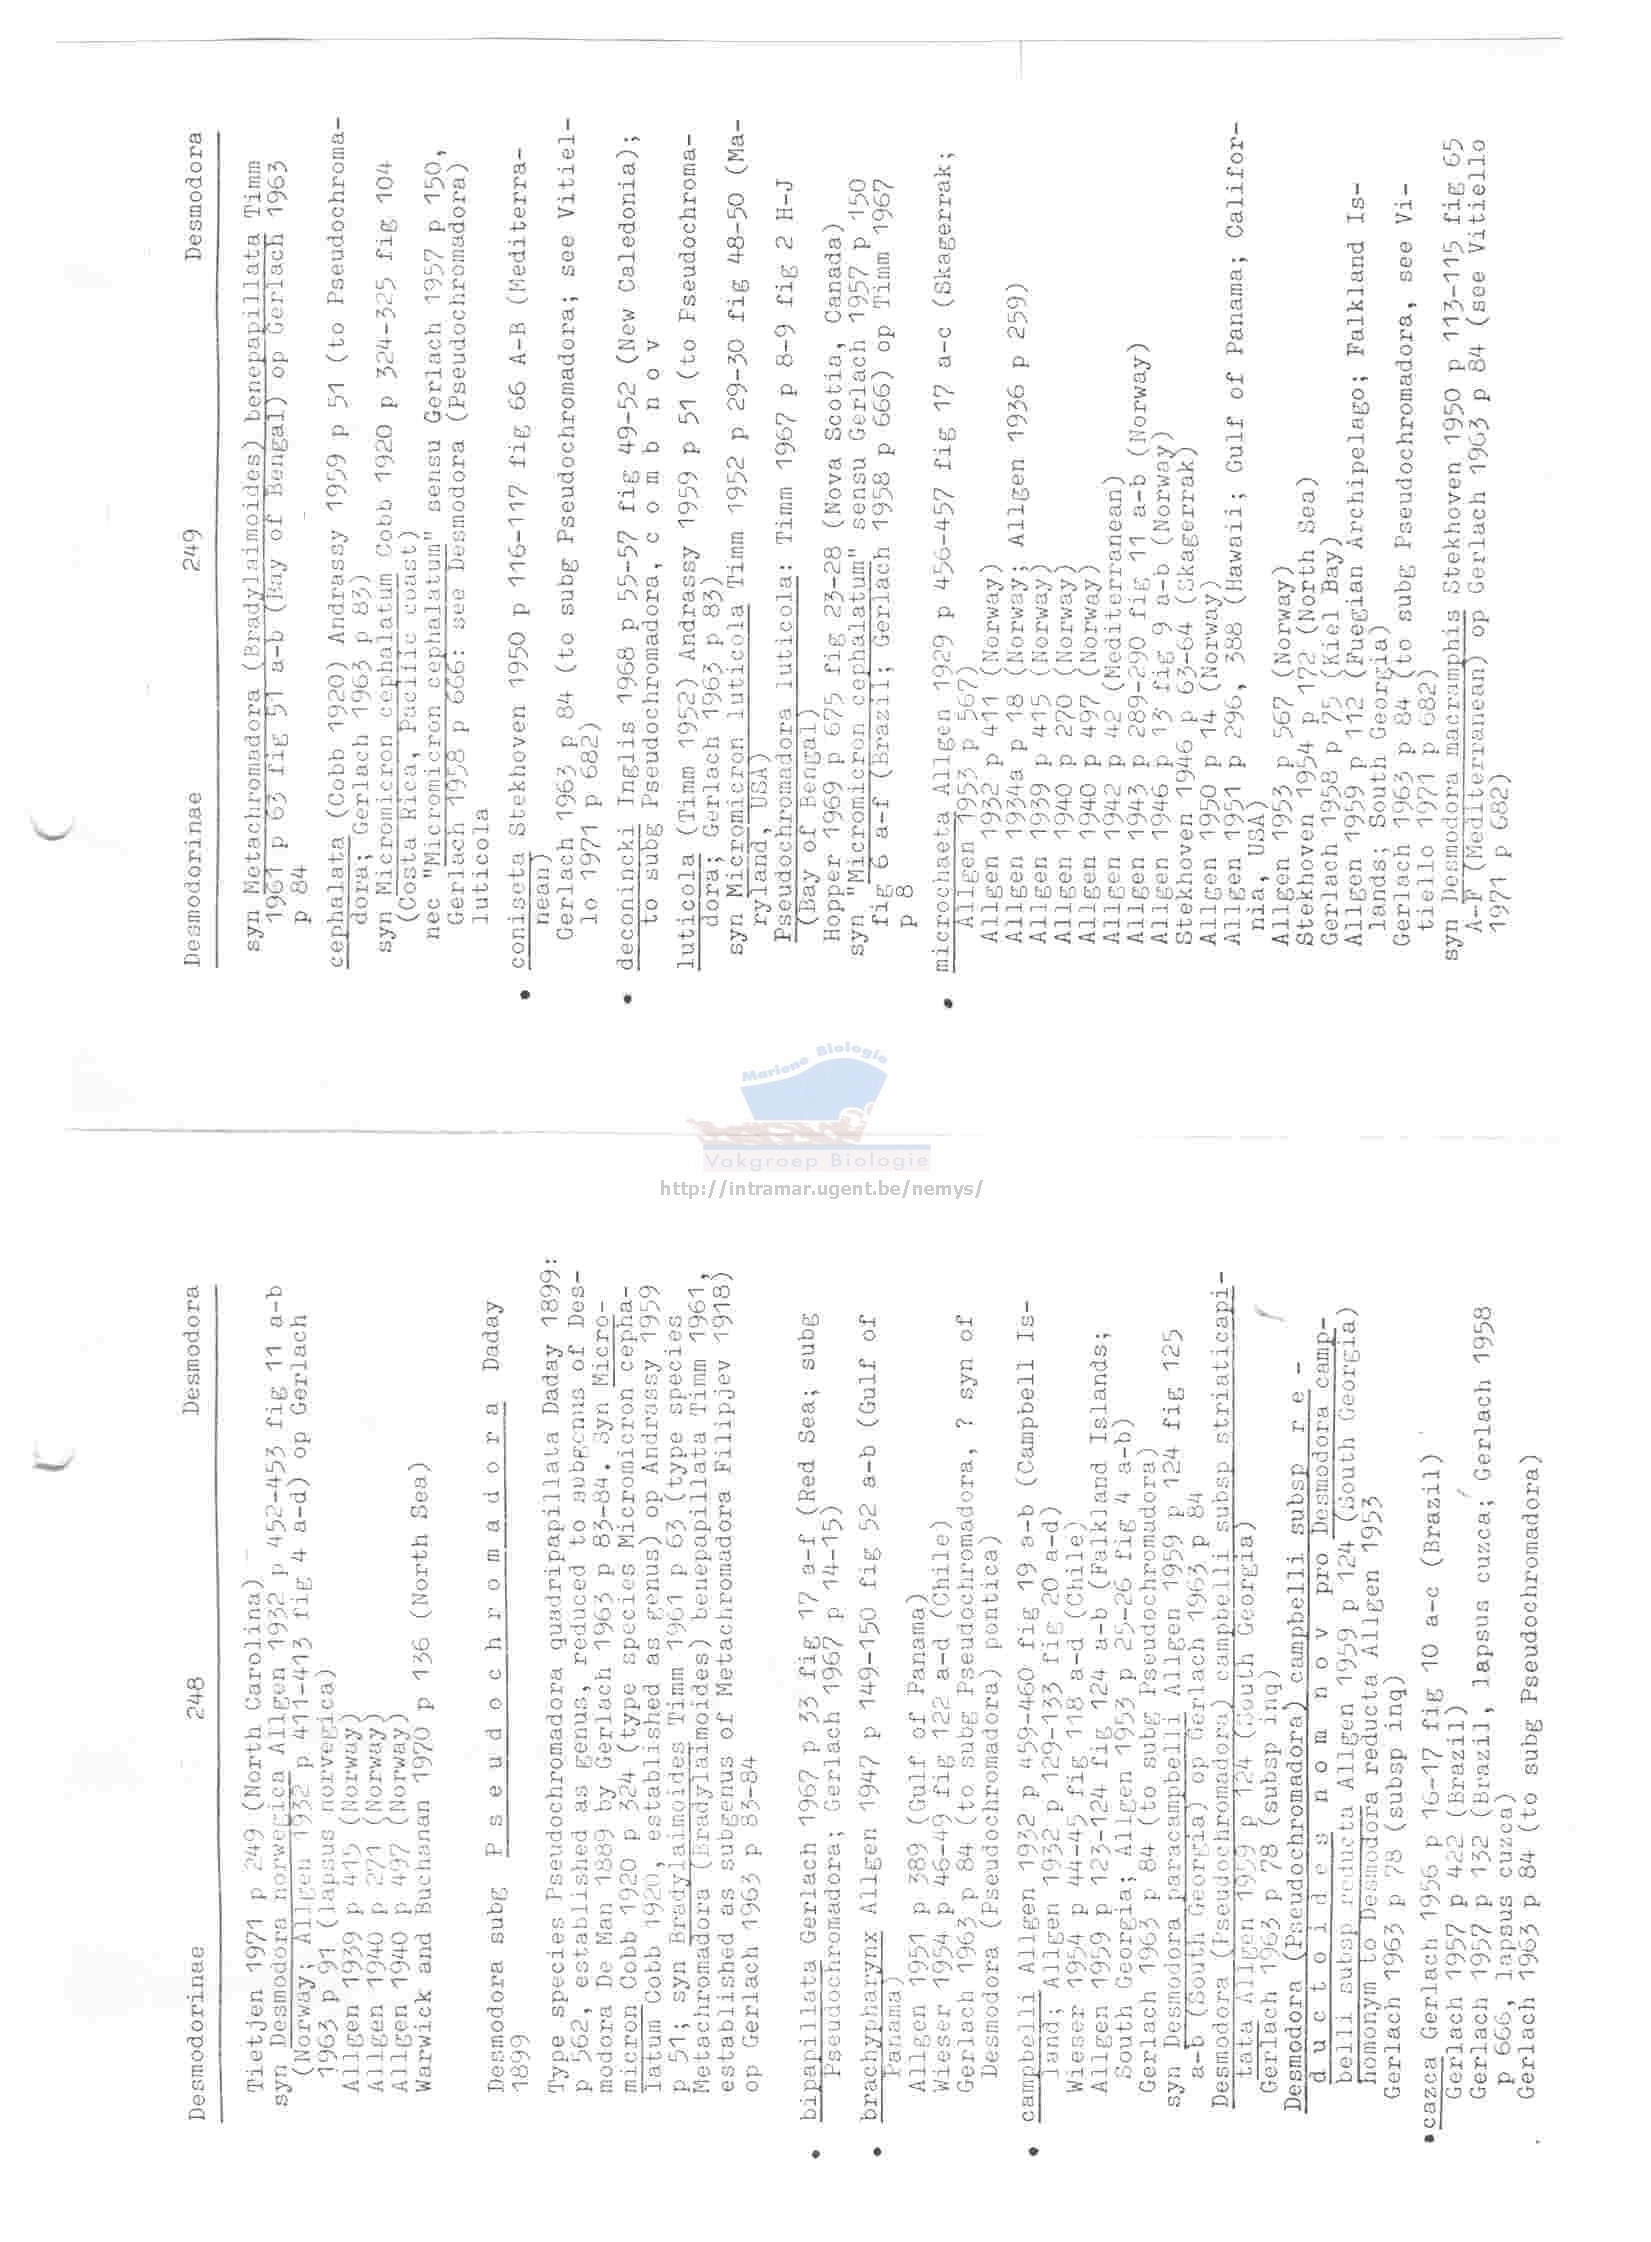 Desmodorinae 248 Desmodora
Tietjen 1971 p 249 (North Carolina)
syn Desmodora norwegica Allgen 1932 p 452-453 fig 11 a-b
(Norway; Allgen 1932 p 411-413 fig 4 a-d) op Gerlach
1963 p 91 (lapsus norvegica)
Allgen 1939 p 415 (Norway)
Allgen 1940 p 271 (Norway)
Allgen 1940 p 497 (Norway)
Warwick and Buchanan 1970 p 136 (North Sea)
Desmodora subg P s e u d o c h r o m a d o r a Daday
1899
Type species Pseudochromadora quadripapillata Daday 1899:
p 562, established as genus, reduced to subgenus of Des-
modora De Man 1889 by Gerlach 1963 p 83-84. Syn Micro-
micron Cobb 1920 p 324 (type species Micromicron cepha-
latum Cobb 1920, established as genus) op Andrassy 1959
p 51; syn Bradylaimoides Timm 1961 p 63 (type species
Metachromadora (Bradylaimoides) benepapillata Timm 1961,
established as subgenus of Metachromadora Filipjev 1918)
op Gerlach 1963 p 83-84
• bipapillata Gerlach 1967 p 33 fig 17 a-f (Red Sea; subg
Pseudochromadora; Gerlach 1967 p 14-15)
• brachypharynx Allgen 1947 p 149-150 fig 52 a-b (Gulf of
Panama)
Allgen 1951 p 389 (Gulf of Panama)
Wieser 1954 p 46-49 fig 122 a-d (Chile)
Gerlach 1963 p 84 (to subg Pseudochromadora, ? syn of
Desmodora (Pseudochromadora) pontica)
• campbelli Allgen 1932 p 459-460 fig 19 a-b (Campbell Is-
land; Allgen 1932 p 129-133 fig 20 a-d)
Wieser 1954 p 44-45 fig 118 a-d (Chile)
Allgen 1959 p 123-124 fig 124 a-b (Falkland Islands;
South Georgia; Allgen 1953 p 25-26 fig 4 a-b)
Gerlach 1963 p 84 (to subg Pseudochromadora)
syn Desmodora paracampbelli Allgen 1959 p 124 fig 125
a-b (South Georgia) op Gerlach 1963 p 84
Desmodora (Pseudochromadora) campbelli subsp striaticapi-
tata Allgen 1959 p 124 (South Georgia)
Gerlach 1963 p 78 (subsp inq)
Desmodora (Pseudochromadora) campbelli subsp r e -
d u c t o i d e s n o m n o v pro Desmodora camp-
belli subsp reducta Allgen 1959 p 124 (South Georgia)
homonym to Desmodora reducta Allgen 1953
Gerlach 1963 p 78 (subsp inq)
• cazca Gerlach 1956 p 16-17 fig 10 a-c (Brazil)
Gerlach 1957 p 422 (Brazil)
Gerlach 1957 p 132 (Brazil, lapsus cuzca; Gerlach 1958
p 666, lapsus cuzca)
Gerlach 1963 p 84 (to subg Pseudochromadora)
Desmodorinae 249 Desmodora
syn Metachromadora (Bradylaimoides) benepapillata Timm
1961 p 63 fig 51 a-b (Bay of Bengal) op Gerlach 1963
p 84
cephalata (Cobb 1920) Andrassy 1959 p 51 (to Pseudochroma-
dora; Gerlach 1963 p 83)
syn Micromicron cephalatum Cobb 1920 p 324-325 fig 104
(Costa Rica, Pacific coast)
nec "Micromicron cephalatum" sensu Gerlach 1957 p 150,
Gerlach 1958 p 666: see Desmodora (Pseudochromadora)
luticola
• coniseta Stekhoven 1950 p 116-117 fig 66 A-B (Mediterra-
nean)
Gerlach 1963 p 84 (to subg Pseudochromadora; see Vitiel-
lo 1971 p 682)
• deconincki Inglis 1968 p 55-57 fig 49-52 (New Caledonia);
to subg Pseudochromadora, c o m b n o v
luticola (Timm 1952) Andrassy 1959 p 51 (to Pseudochroma-
dora; Gerlach 1963 p 83)
syn Micromicron luticola Timm 1952 p 29-30 fig 48-50 (Ma-
ryland, USA)
Pseudochromadora luticola: Timm 1967 p 8-9 fig 2 H-J
(Bay of Bengal)
Hopper 1969 p 675 fig 23-28 (Nova Scotia, Canada)
syn "Micromicron cephalatum" sensu Gerlach 1957 p 150
fig 6 a-f (Brazil; Gerlach 1958 p 666) op Timm 1967
p 8
• microchaeta Allgen 1929 p 456-457 fig 17 a-c (Skagerrak;
Allgen 1953 p 567)
Allgen 1932 p 411 (Norway)
Allgen 1934a p 18 (Norway; Allgen 1936 p 259)
Allgen 1939 p 415 (Norway)
Allgen 1940 p 270 (Norway)
Allgen 1940 p 497 (Norway)
Allgen 1942 p 42 (Mediterranean)
Allgen 1943 p 289-290 fig 11 a-b (Norway)
Allgen 1946 p 13 fig 9 a-b (Norway)
Stekhoven 1946 p 63-64 (Skagerrak)
Allgen 1950 p 14 (Norway)
Allgen 1951 p 296, 388 (Hawaii; Gulf of Panama; Califor-
nia, USA)
Allgen 1953 p 567 (Norway)
Stekhoven 1954 p 172 (North Sea)
Gerlach 1958 p 75 (Kiel Bay)
Allgen 1959 p 112 (Fuegian Archipelago; Falkland Is-
lands; South Georgia)
Gerlach 1963 p 84 (to subg Pseudochromadora, see Vi-
tiello 1971 p 682)
syn Desmodora macramphis Stekhoven 1950 p 113-115 fig 65
A-F (Mediterranean) op Gerlach 1963 p 84 (see Vitiello
1971 p 682)
Mariene Biologie
Vakgroep Biologie
http://intramar.ugent.be/nemys/